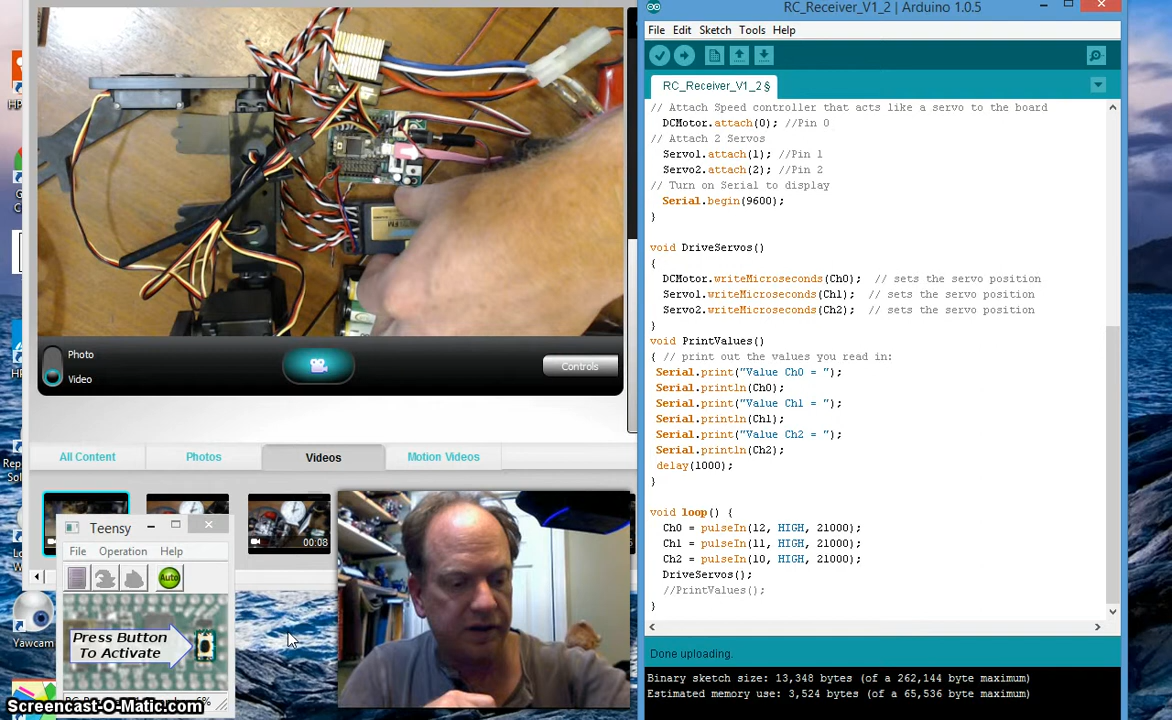 RC_Receiver_V1_2 | Arduino 1.0.5
File Edit Sketch Tools Help
RC_Receiver_V1_2 §
// Attach Speed controller that acts like a servo to the board
DCMotor.attach(0); //Pin 0
// Attach 2 Servos
Servo1.attach(1); //Pin 1
Servo2.attach(2); //Pin 2
// Turn on Serial to display
Serial.begin(9600);
}
void DriveServos()
{
DCMotor.writeMicroseconds(Ch0); // sets the servo position
Servo1.writeMicroseconds(Ch1); // sets the servo position
Servo2.writeMicroseconds(Ch2); // sets the servo position
}
void PrintValues()
{ // print out the values you read in:
Serial.print("Value Ch0 = ");
Serial.println(Ch0);
Serial.print("Value Ch1 = ");
Serial.println(Ch1);
Serial.print("Value Ch2 = ");
Serial.println(Ch2);
delay(1000);
}
void loop() {
Ch0 = pulseIn(12, HIGH, 21000);
Ch1 = pulseIn(11, HIGH, 21000);
Ch2 = pulseIn(10, HIGH, 21000);
DriveServos();
//PrintValues();
}
Done uploading.
Binary sketch size: 13,348 bytes (of a 262,144 byte maximum)
Estimated memory use: 3,524 bytes (of a 65,536 byte maximum)
Photo
Video
Controls
All Content Photos Videos Motion Videos
00:08
Teensy
File Operation Help
Auto
Press Button
To Activate
Yawcam
Screencast-O-Matic.com